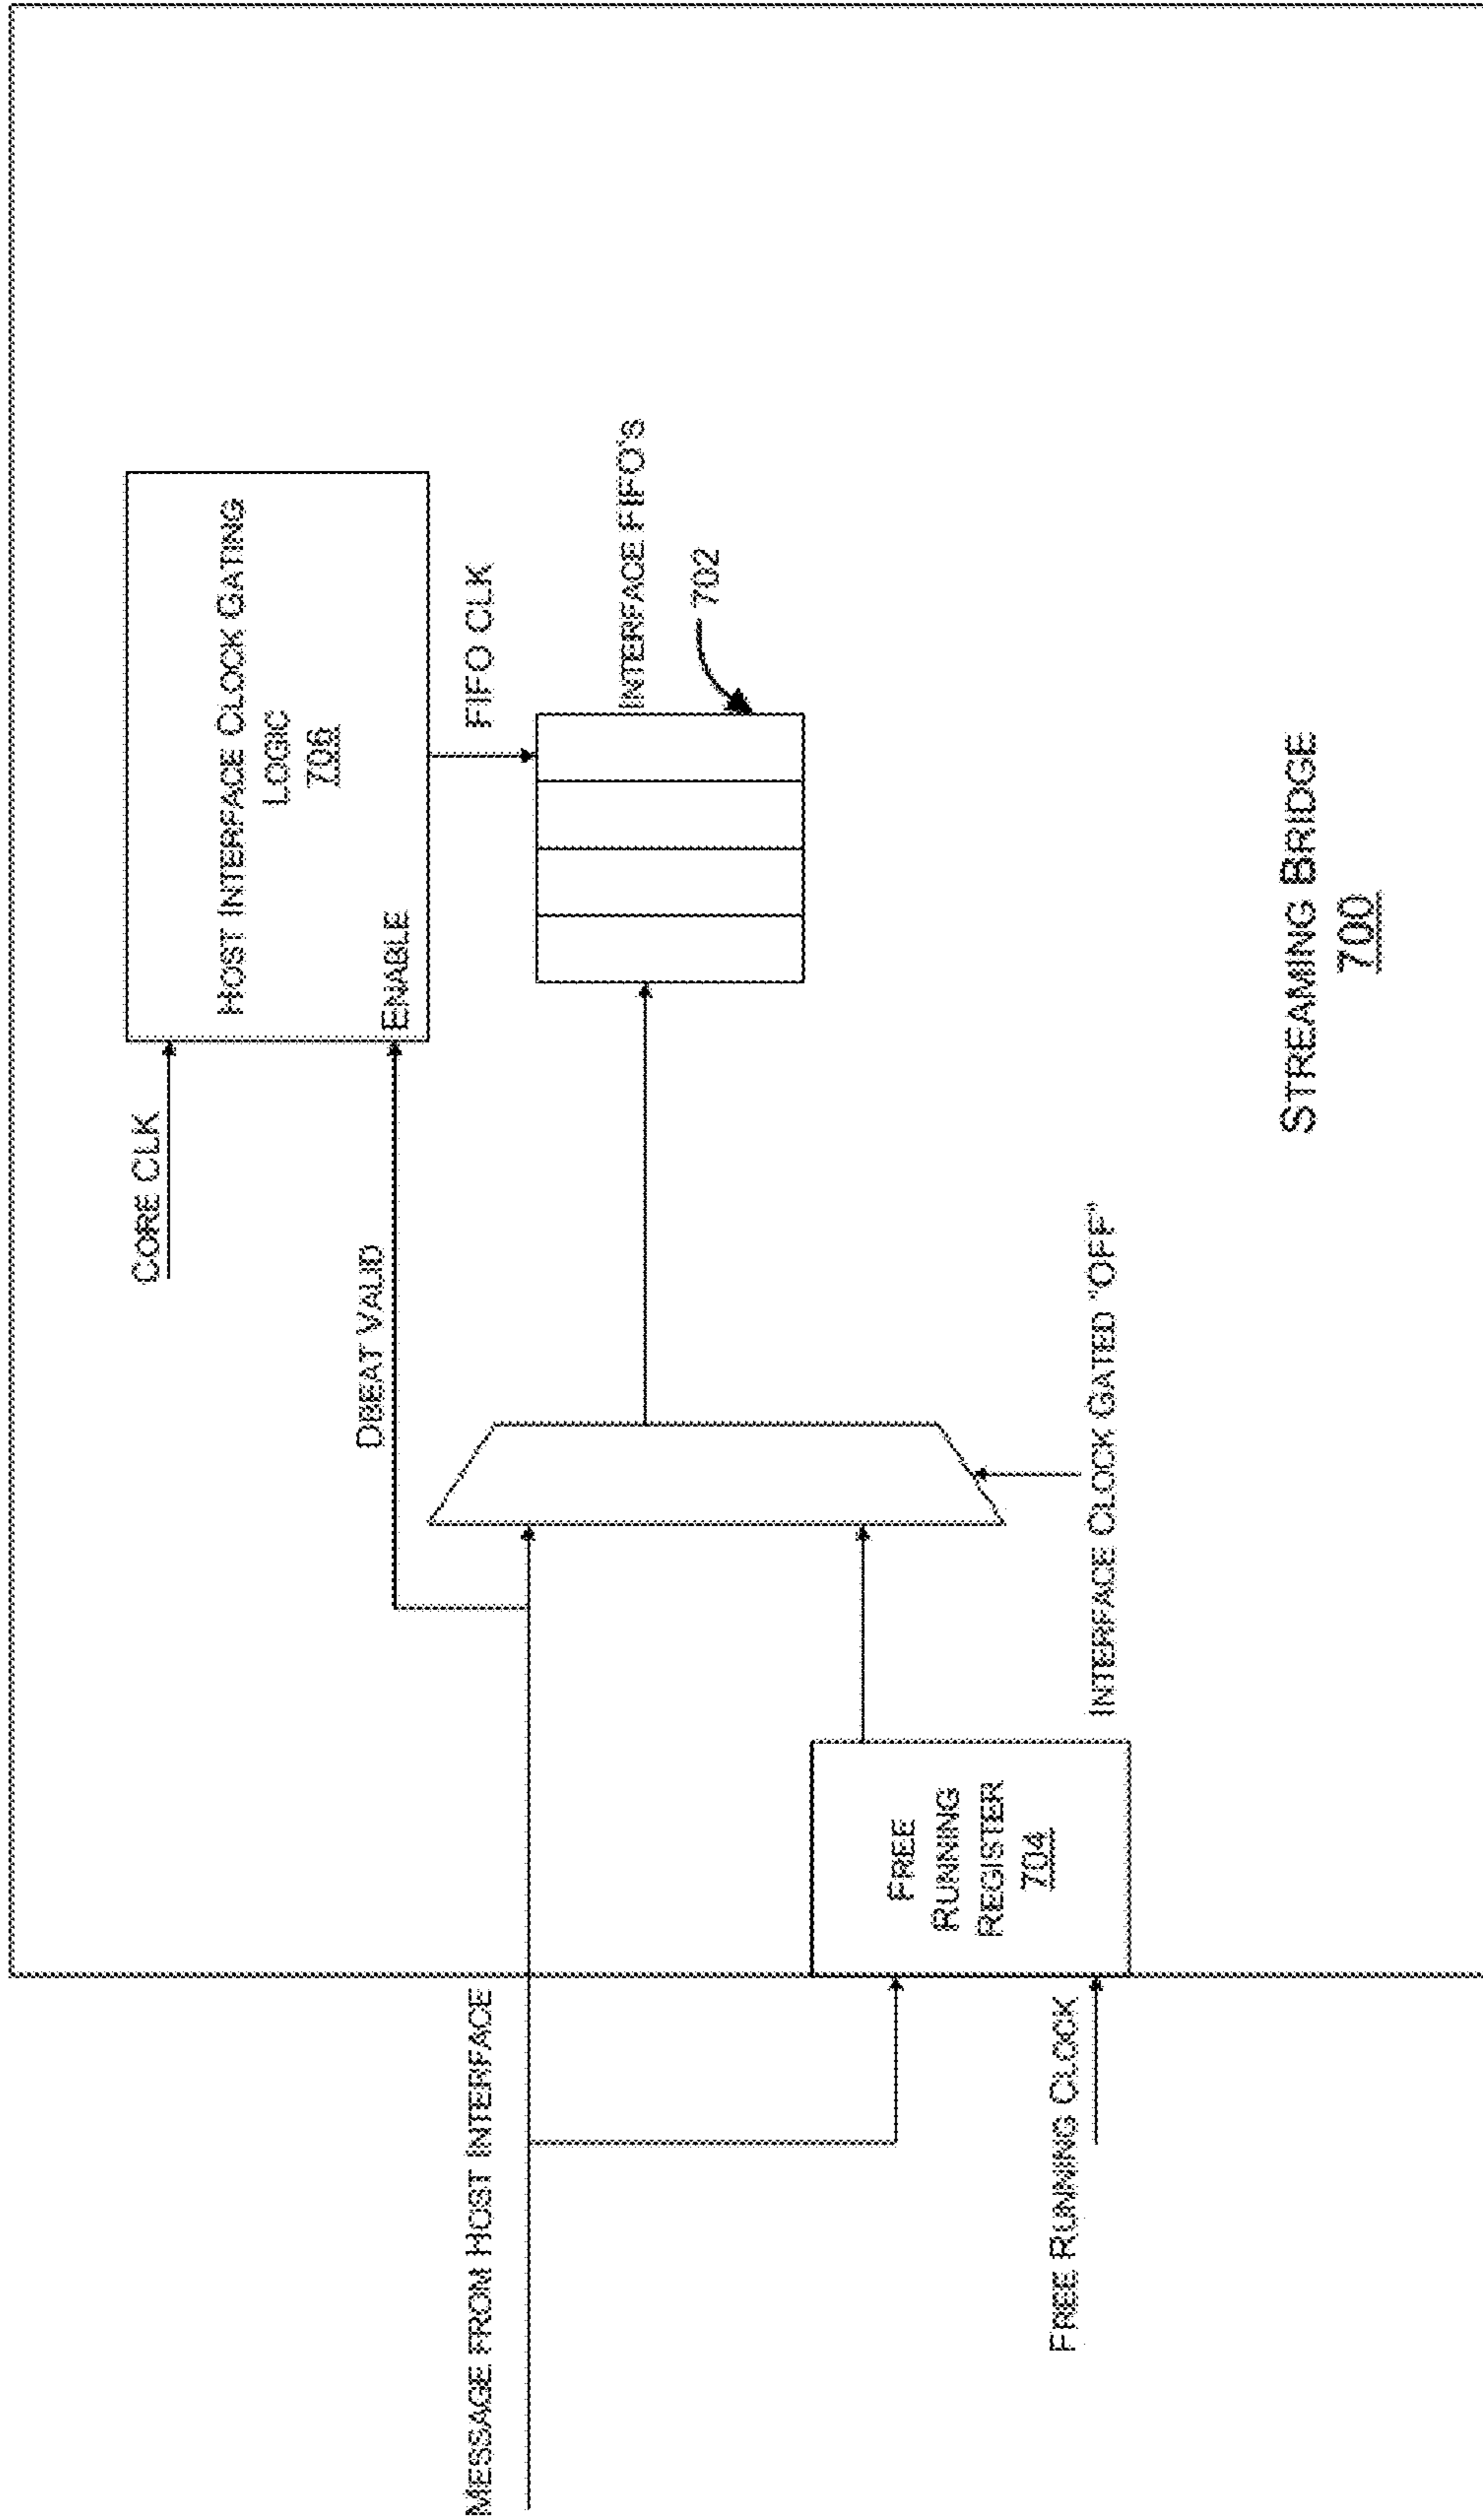 CORE CLK
HOST INTERFACE CLOCK GATING
LOGIC
706
ENABLE
DBEAT VALID
MESSAGE FROM HOST INTERFACE
FIFO CLK
INTERFACE FIFO's
702
FREE
RUNNING
REGISTER
704
FREE RUNNING CLOCK
INTERFACE CLOCK GATED "OFF"
STREAMING BRIDGE
700